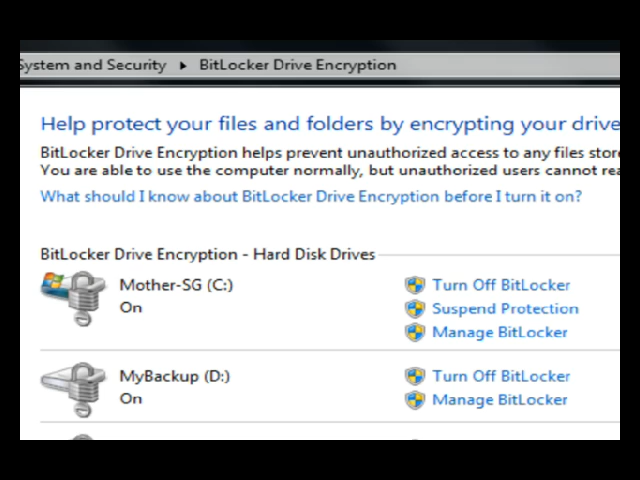 System and Security ▸ BitLocker Drive Encryption
Help protect your files and folders by encrypting your drive
BitLocker Drive Encryption helps prevent unauthorized access to any files
You are able to use the computer normally, but unauthorized users cannot
What should I know about BitLocker Drive Encryption before I turn it on?
BitLocker Drive Encryption - Hard Disk Drives
Mother-SG (C:) Turn Off BitLocker
On Suspend Protection
Manage BitLocker
MyBackup (D:) Turn Off BitLocker
On Manage BitLocker